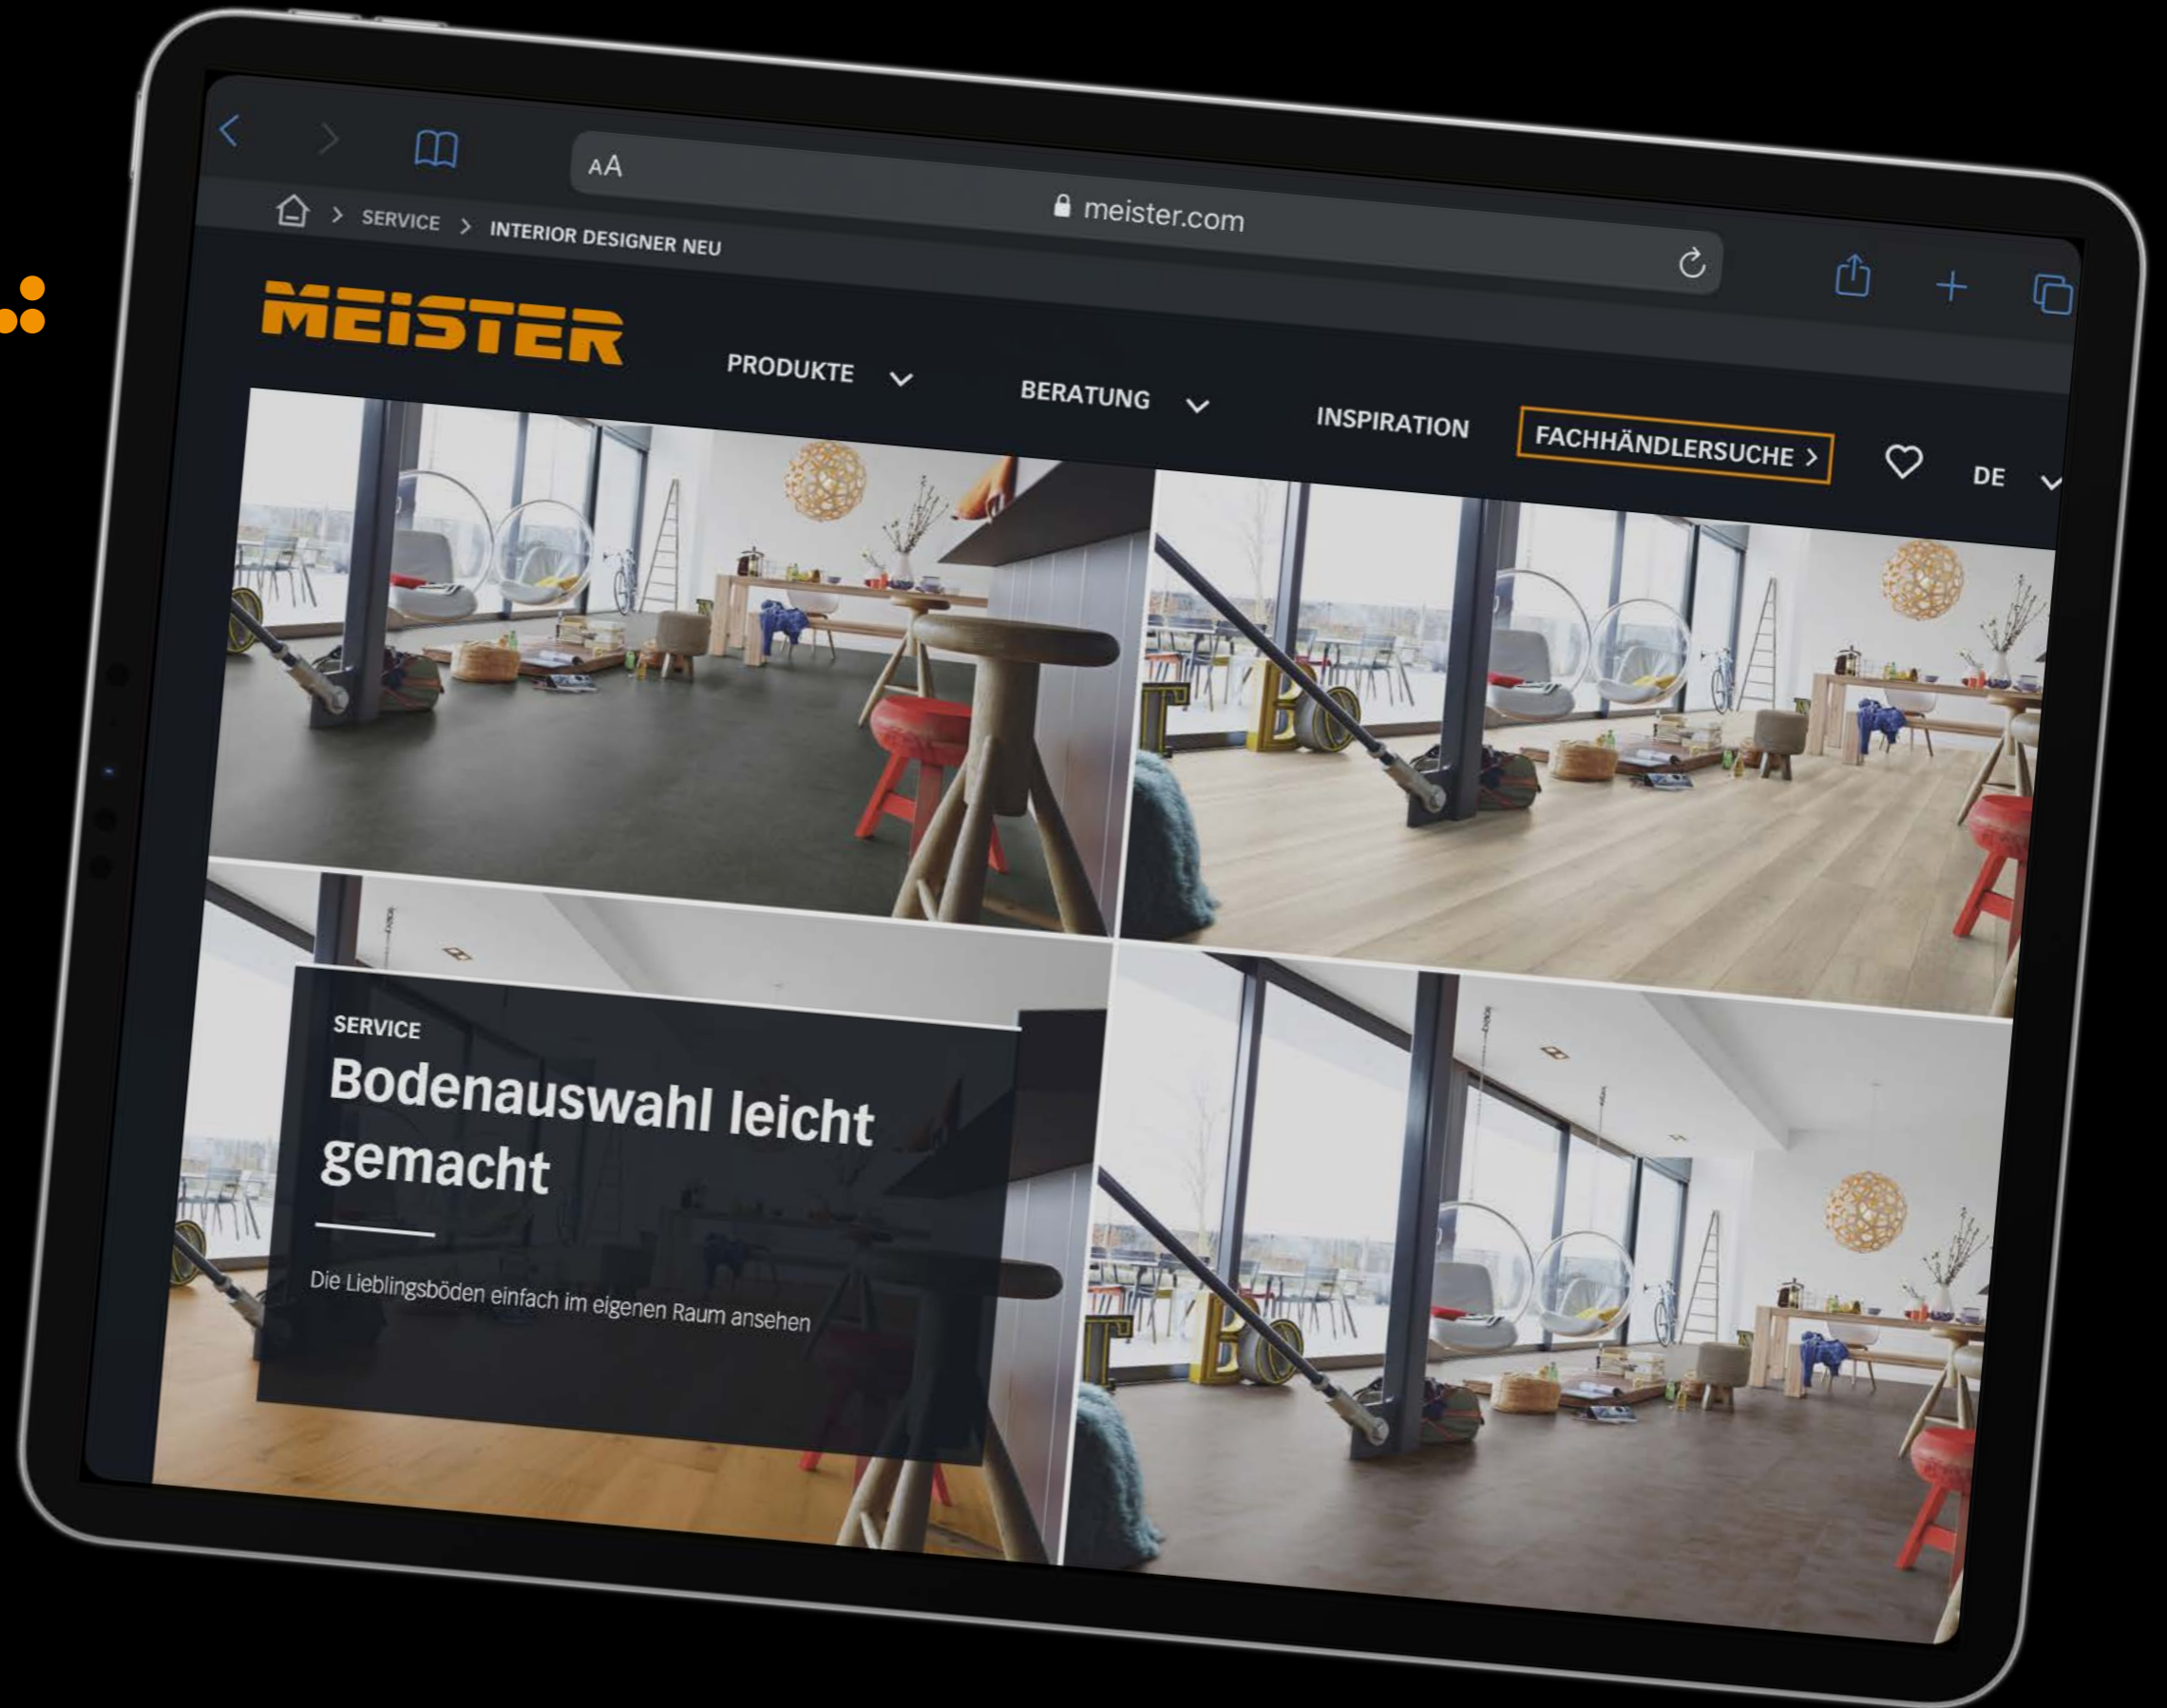 AA
meister.com
SERVICE
INTERIOR DESIGNER NEU
MEiSTER
PRODUKTE
BERATUNG
INSPIRATION
FACHHÄNDLERSUCHE
DE
SERVICE
Bodenauswahl leicht
gemacht
Die Lieblingsböden einfach im eigenen Raum ansehen